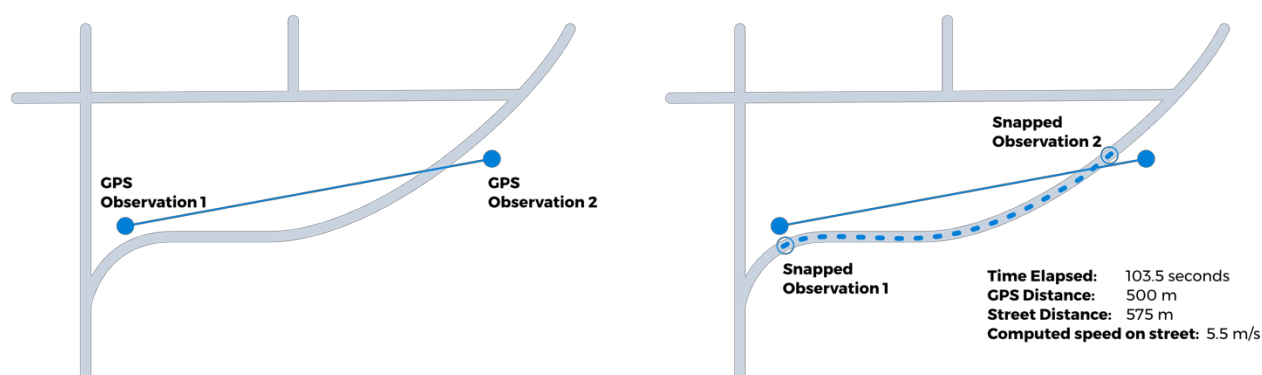 GPS
Observation 1
GPS
Observation 2
Snapped
Observation 2
Snapped
Observation 1
Time Elapsed: 103.5 seconds
GPS Distance: 500 m
Street Distance: 575 m
Computed speed on street: 5.5 m/s